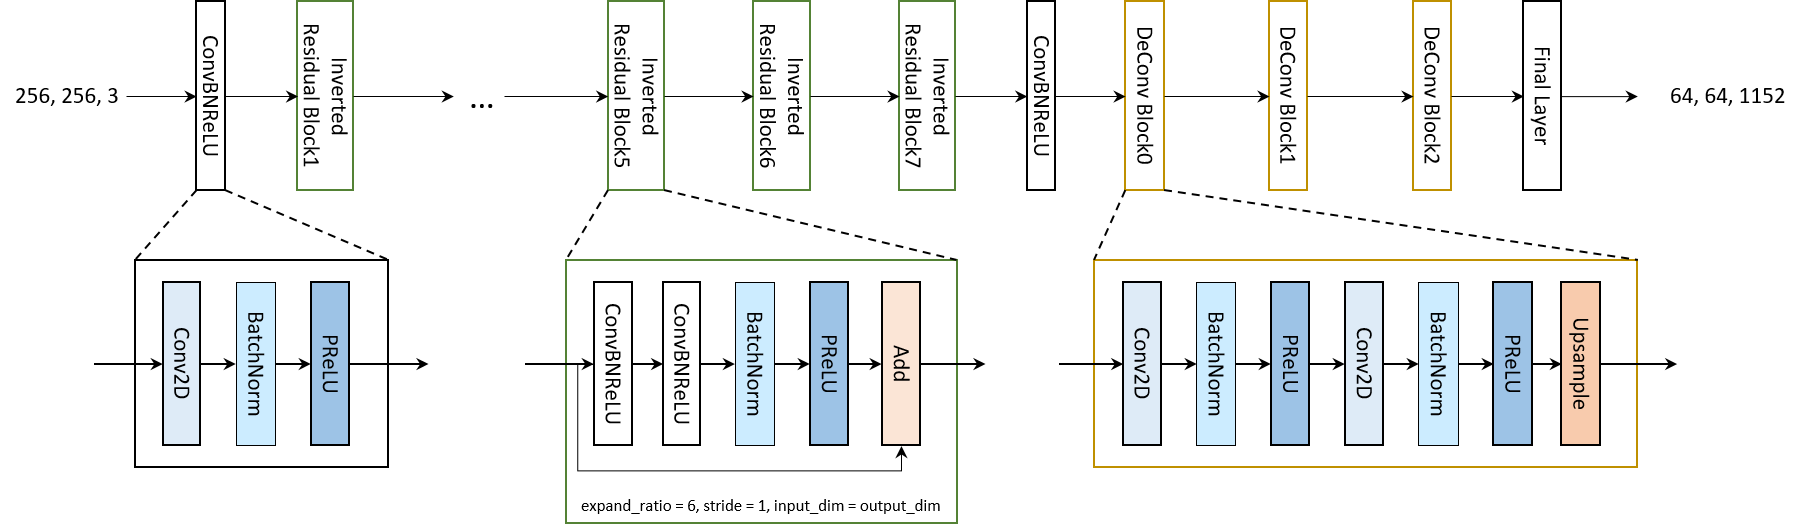 256, 256, 3
ConvBNReLU
Inverted
Residual Block1
...
Inverted
Residual Block5
Inverted
Residual Block6
Inverted
Residual Block7
ConvBNReLU
DeConv Block0
DeConv Block1
DeConv Block2
Final Layer
64, 64, 1152
Conv2D
BatchNorm
PReLU
ConvBNReLU
ConvBNReLU
BatchNorm
PReLU
Add
expand_ratio = 6, stride = 1, input_dim = output_dim
Conv2D
BatchNorm
PReLU
Conv2D
BatchNorm
PReLU
Upsample